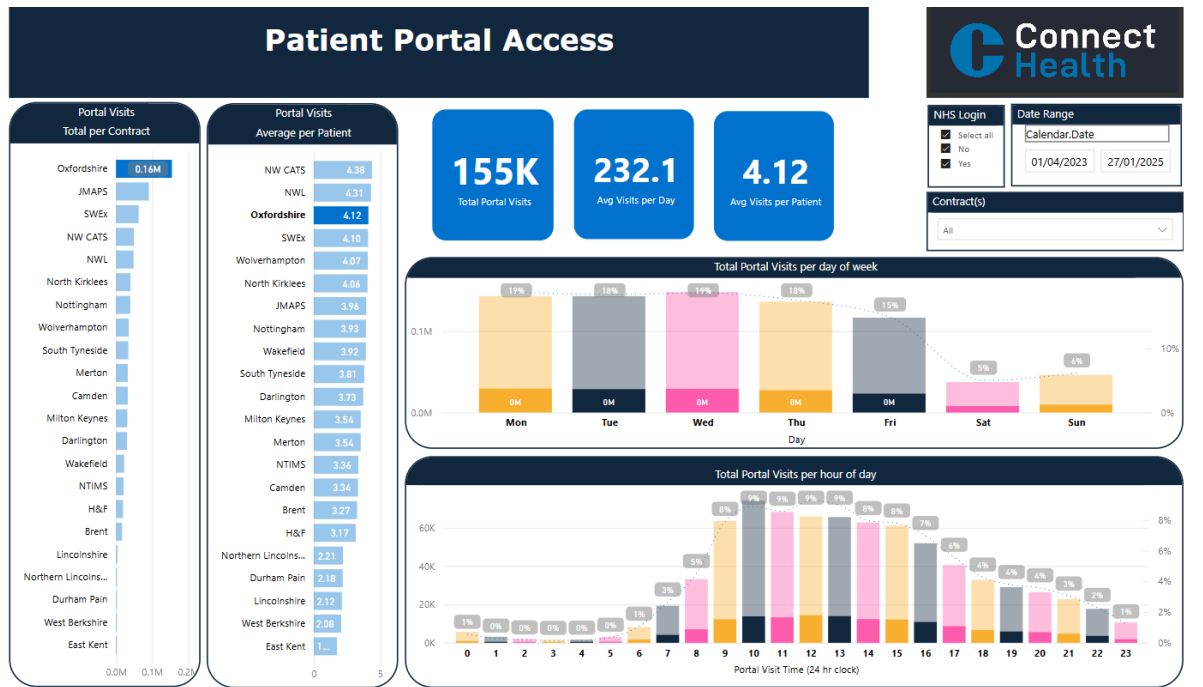 Patient Portal Access
Connect
Health
Portal Visits
Total per Contract
Oxfordshire 0.16M
JMAPS
SWEx
NW CATS
NWL
North Kirklees
Nottingham
Wolverhampton
South Tyneside
Merton
Camden
Milton Keynes
Darlington
Wakefield
NTIMS
H&F
Brent
Lincolnshire
Northern Lincolns...
Durham Pain
West Berkshire
East Kent
0.0M 0.1M 0.2M
Portal Visits
Average per Patient
NW CATS 4.38
NWL 4.31
Oxfordshire 4.12
SWEx 4.10
Wolverhampton 4.07
North Kirklees 4.06
JMAPS 3.96
Nottingham 3.93
Wakefield 3.92
South Tyneside 3.81
Darlington 3.73
Milton Keynes 3.54
Merton 3.54
NTIMS 3.36
Camden 3.34
Brent 3.27
H&F 3.17
Northern Lincolns... 2.21
Durham Pain 2.18
Lincolnshire 2.12
West Berkshire 2.08
East Kent 1...
0 5
155K
Total Portal Visits
232.1
Avg Visits per Day
4.12
Avg Visits per Patient
NHS Login
Select all
No
Yes
Date Range
Calendar.Date
01/04/2023 27/01/2025
Contract(s)
All
Total Portal Visits per day of week
19% 18% 19% 18% 15% 5% 6%
0.1M 10%
0M 0M 0M 0M 0M
0.0M 0%
Mon Tue Wed Thu Fri Sat Sun
Day
Total Portal Visits per hour of day
1% 0% 0% 0% 0% 0% 1% 3% 5% 8% 9% 9% 9% 9% 8% 8% 7% 6% 4% 4% 4% 3% 2% 1%
60K 8%
6%
40K 4%
20K 2%
0K 0%
0 1 2 3 4 5 6 7 8 9 10 11 12 13 14 15 16 17 18 19 20 21 22 23
Portal Visit Time (24 hr clock)